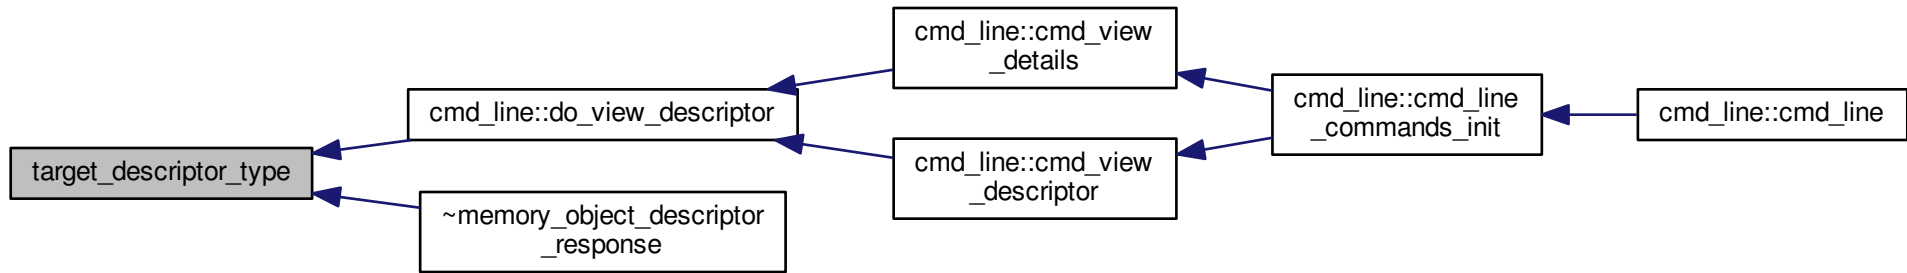 target_descriptor_type
cmd_line::do_view_descriptor
~memory_object_descriptor
_response
cmd_line::cmd_view
_details
cmd_line::cmd_view
_descriptor
cmd_line::cmd_line
_commands_init
cmd_line::cmd_line